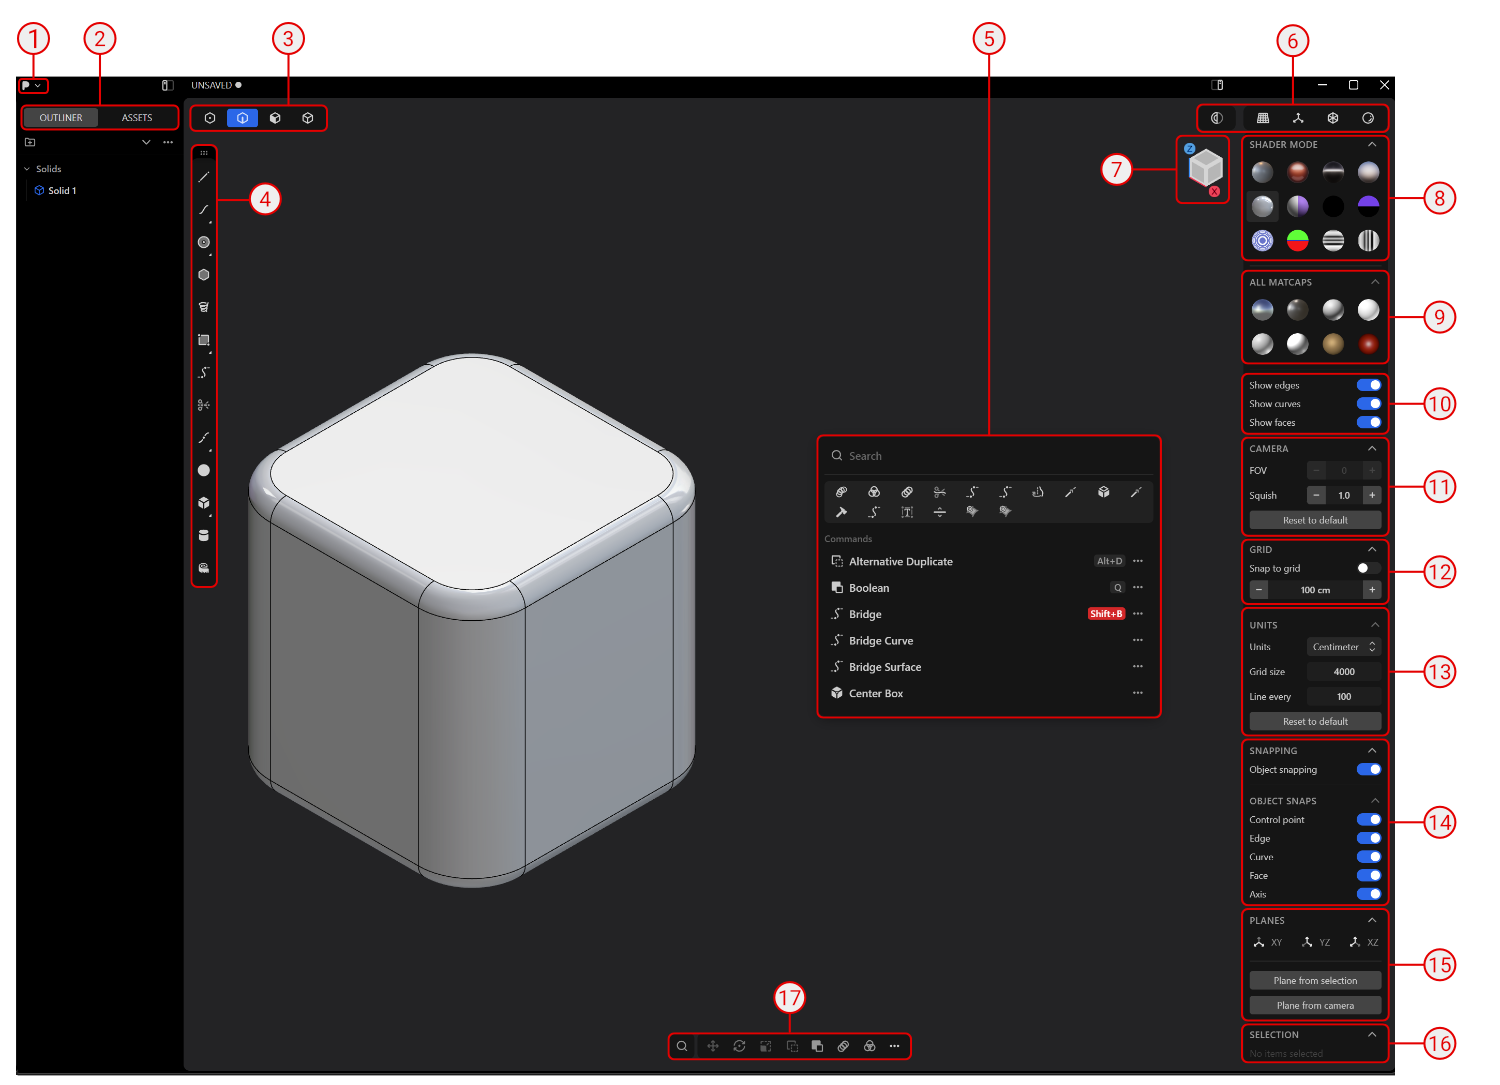 1
2
3
5
6
UNSAVED
OUTLINER ASSETS
Solids
Solid 1
4
7
Z
X
SHADER MODE
8
ALL MATCAPS
9
Show edges
Show curves
Show faces
10
CAMERA
FOV − 0 +
Squish − 1.0 +
Reset to default
11
GRID
Snap to grid
− 100 cm +
12
UNITS
Units Centimeter
Grid size 4000
Line every 100
Reset to default
13
SNAPPING
Object snapping
OBJECT SNAPS
Control point
Edge
Curve
Face
Axis
14
PLANES
XY YZ XZ
Plane from selection
Plane from camera
15
SELECTION
No items selected
16
Search
Commands
Alternative Duplicate Alt+D
Boolean Q
Bridge Shift+B
Bridge Curve
Bridge Surface
Center Box
17